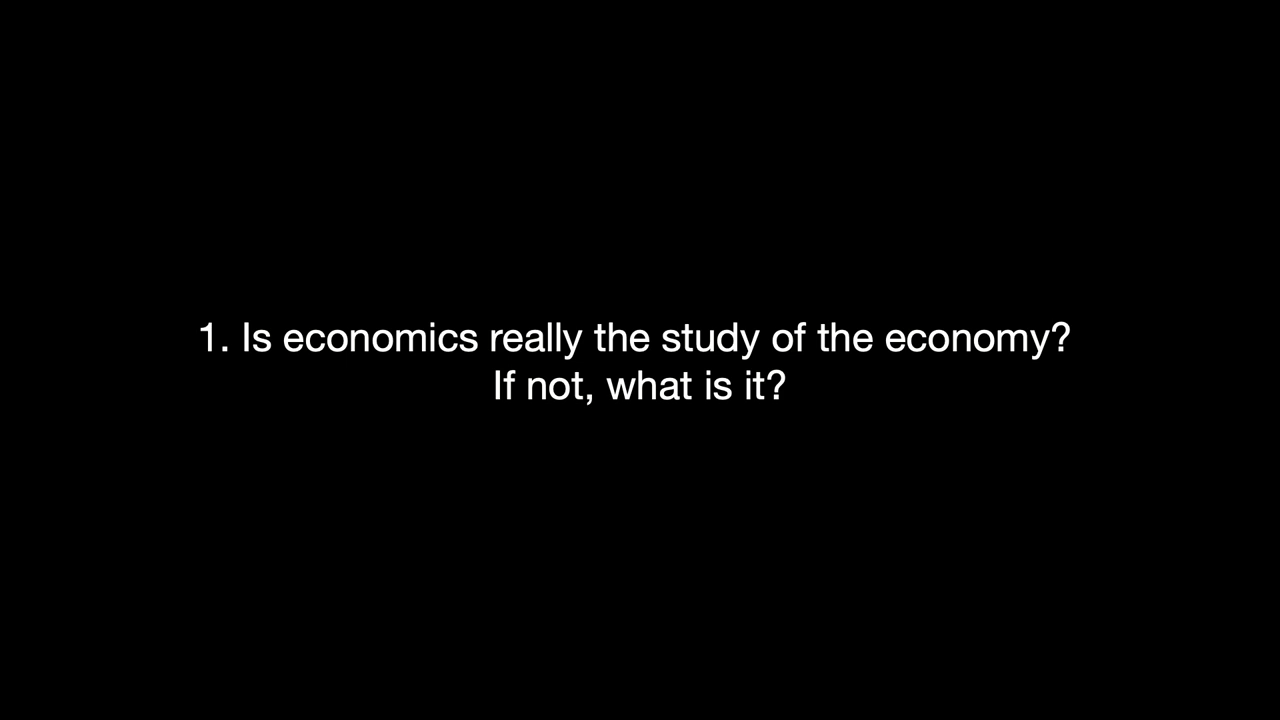 1. Is economics really the study of the economy?
If not, what is it?